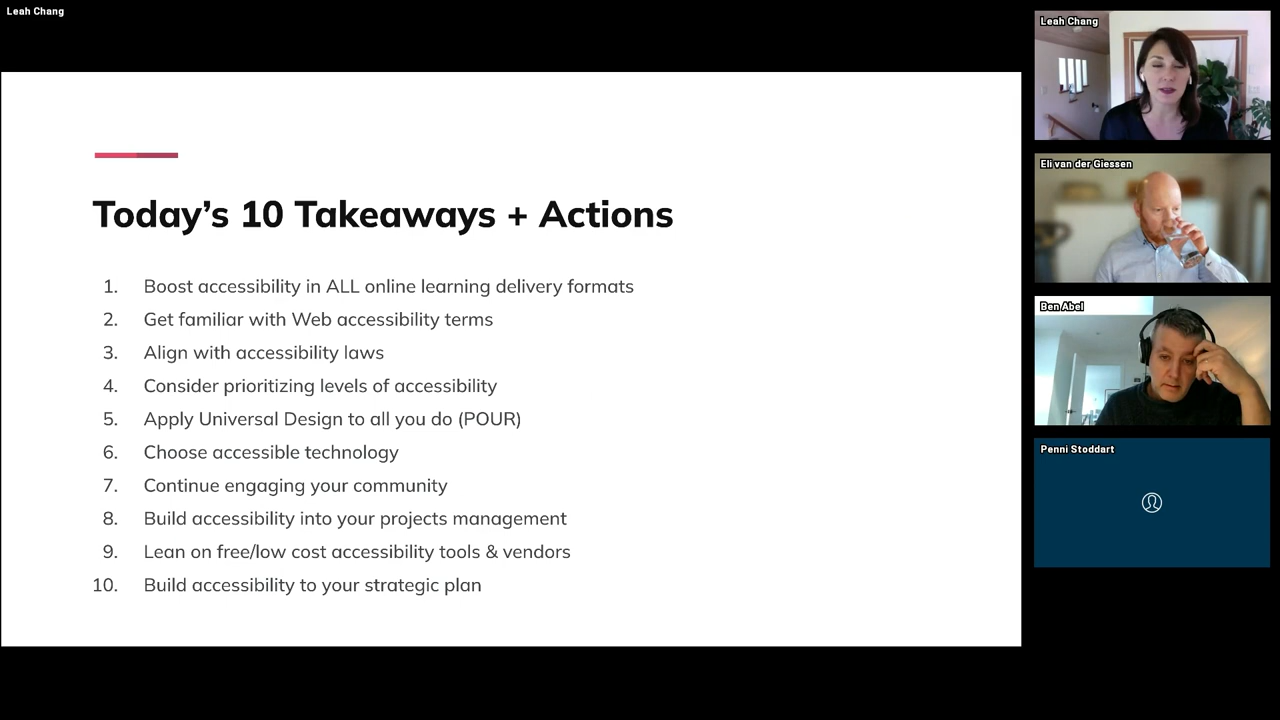 Leah Chang
Today’s 10 Takeaways + Actions
1. Boost accessibility in ALL online learning delivery formats
2. Get familiar with Web accessibility terms
3. Align with accessibility laws
4. Consider prioritizing levels of accessibility
5. Apply Universal Design to all you do (POUR)
6. Choose accessible technology
7. Continue engaging your community
8. Build accessibility into your projects management
9. Lean on free/low cost accessibility tools & vendors
10. Build accessibility to your strategic plan
Leah Chang
Eli van der Giessen
Ben Abel
Penni Stoddart